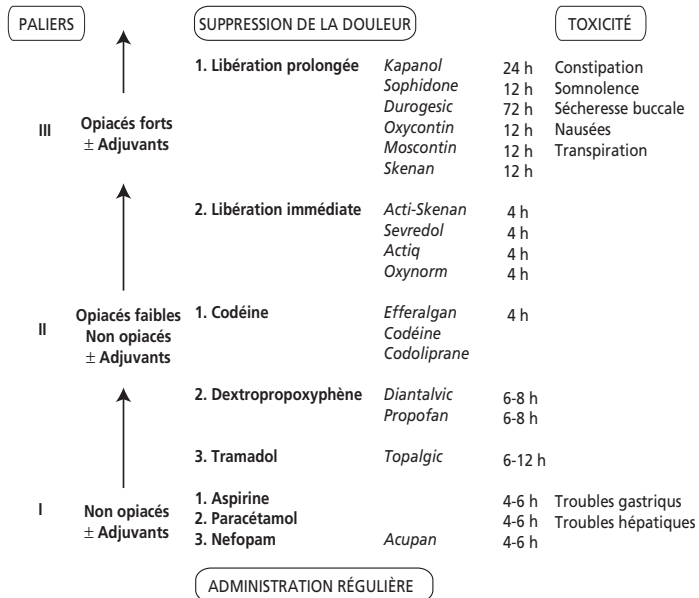 PALIERS SUPPRESSION DE LA DOULEUR TOXICITÉ
1. Libération prolongée Kapanol 24 h Constipation
Sophidone 12 h Somnolence
Durogesic 72 h Sécheresse buccale
III Opiacés forts Oxycontin 12 h Nausées
± Adjuvants Moscontin 12 h Transpiration
Skenan 12 h
2. Libération immédiate Acti-Skenan 4 h
Sevredol 4 h
Actiq 4 h
Oxynorm 4 h
Opiacés faibles 1. Codéine Efferalgan 4 h
II Non opiacés Codéine
± Adjuvants Codoliprane
2. Dextropropoxyphène Diantalvic 6-8 h
Propofan 6-8 h
3. Tramadol Topalgic 6-12 h
1. Aspirine 4-6 h Troubles gastriqus
I Non opiacés 2. Paracétamol 4-6 h Troubles hépatiques
± Adjuvants 3. Nefopam Acupan 4-6 h
ADMINISTRATION RÉGULIÈRE